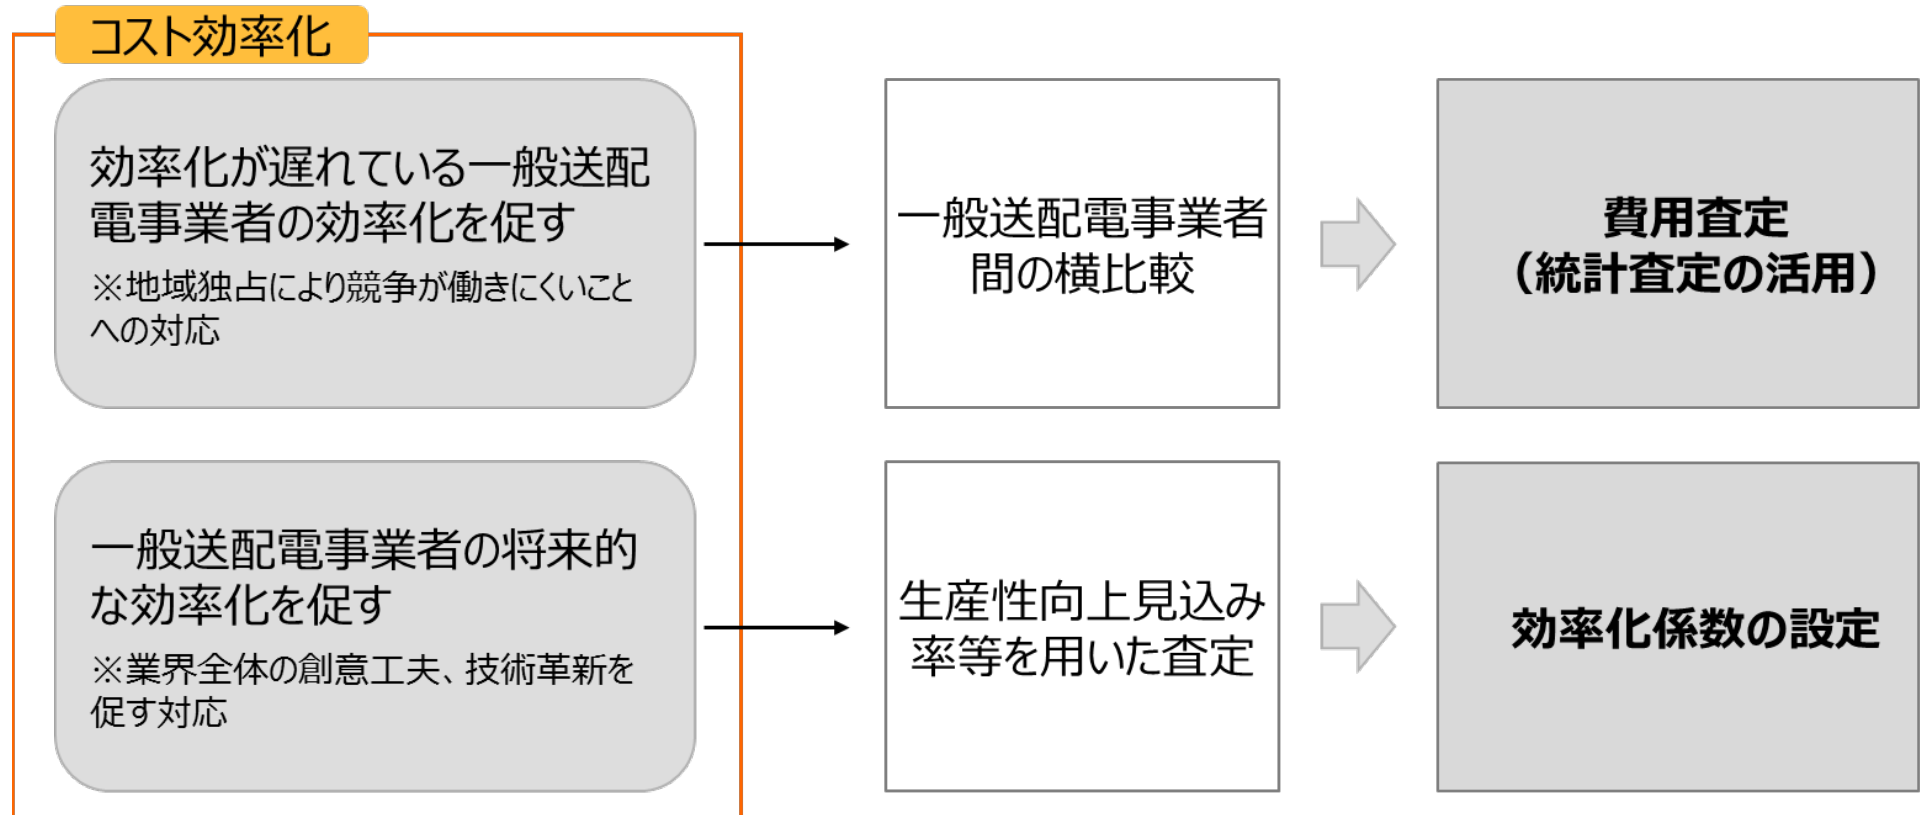 コスト効率化
効率化が遅れている一般送配
電事業者の効率化を促す
※地域独占により競争が働きにくいこと
への対応
一般送配電事業者
間の横比較
費用査定
（統計査定の活用）
一般送配電事業者の将来的
な効率化を促す
※業界全体の創意工夫、技術革新を
促す対応
生産性向上見込み
率等を用いた査定
効率化係数の設定